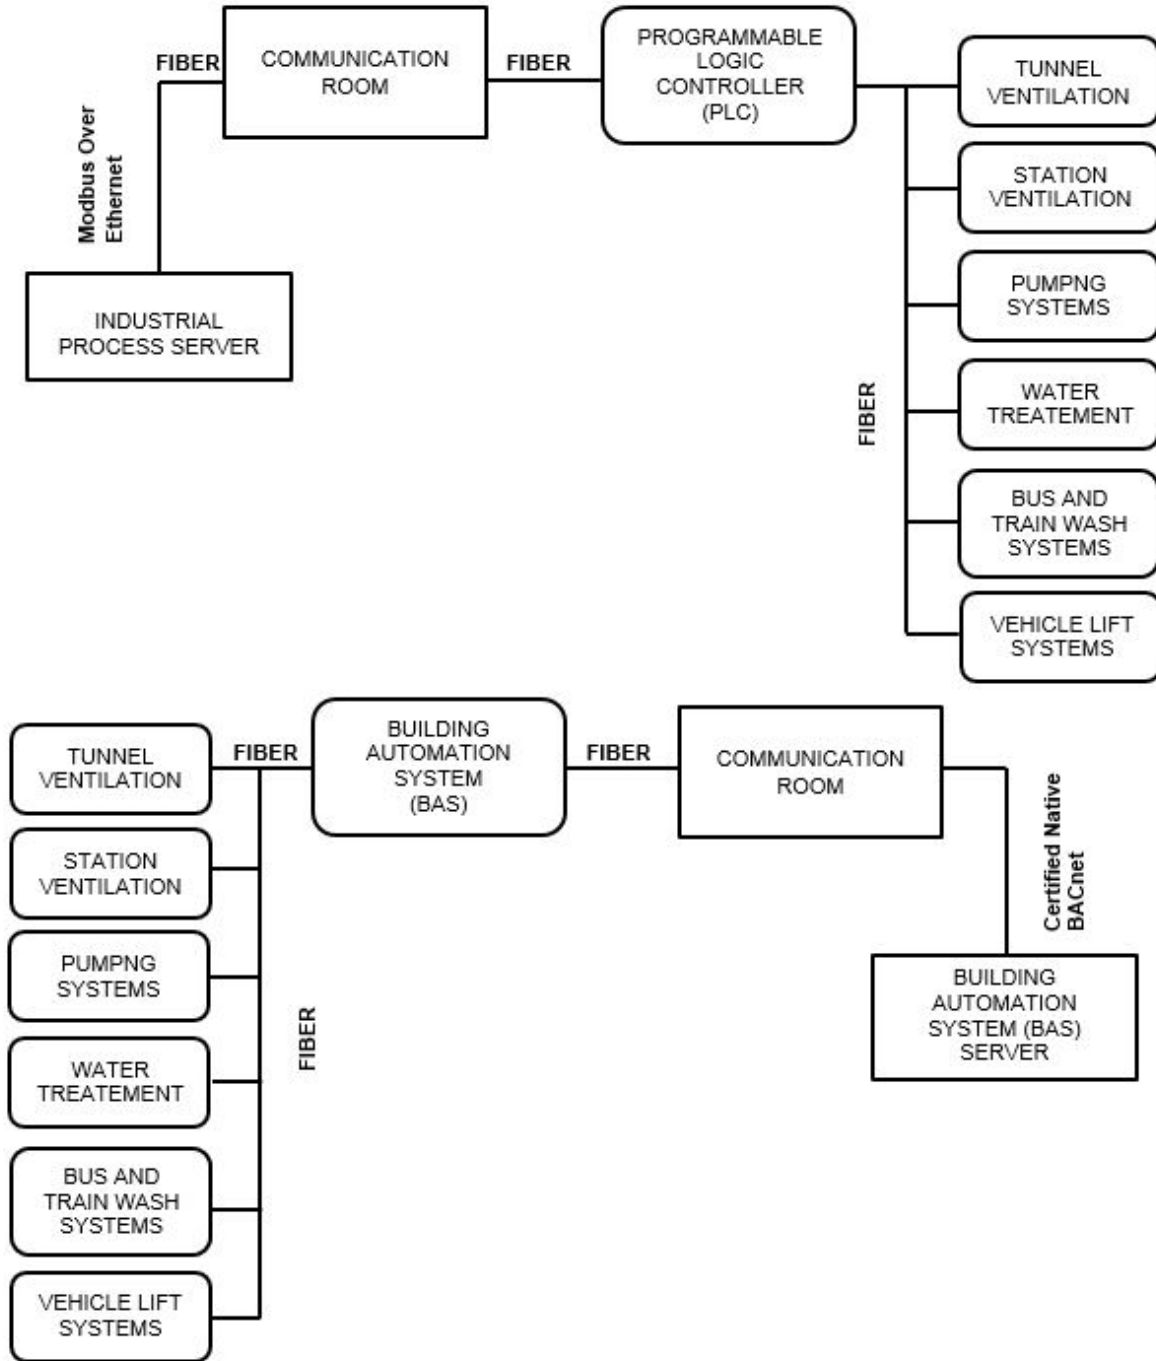 FIBER
COMMUNICATION
ROOM
FIBER
PROGRAMMABLE
LOGIC
CONTROLLER
(PLC)
TUNNEL
VENTILATION
STATION
VENTILATION
PUMPNG
SYSTEMS
WATER
TREATEMENT
BUS AND
TRAIN WASH
SYSTEMS
VEHICLE LIFT
SYSTEMS
FIBER
Modbus Over
Ethernet
INDUSTRIAL
PROCESS SERVER
TUNNEL
VENTILATION
STATION
VENTILATION
PUMPNG
SYSTEMS
WATER
TREATEMENT
BUS AND
TRAIN WASH
SYSTEMS
VEHICLE LIFT
SYSTEMS
FIBER
FIBER
BUILDING
AUTOMATION
SYSTEM
(BAS)
FIBER
COMMUNICATION
ROOM
Certified Native
BACnet
BUILDING
AUTOMATION
SYSTEM (BAS)
SERVER